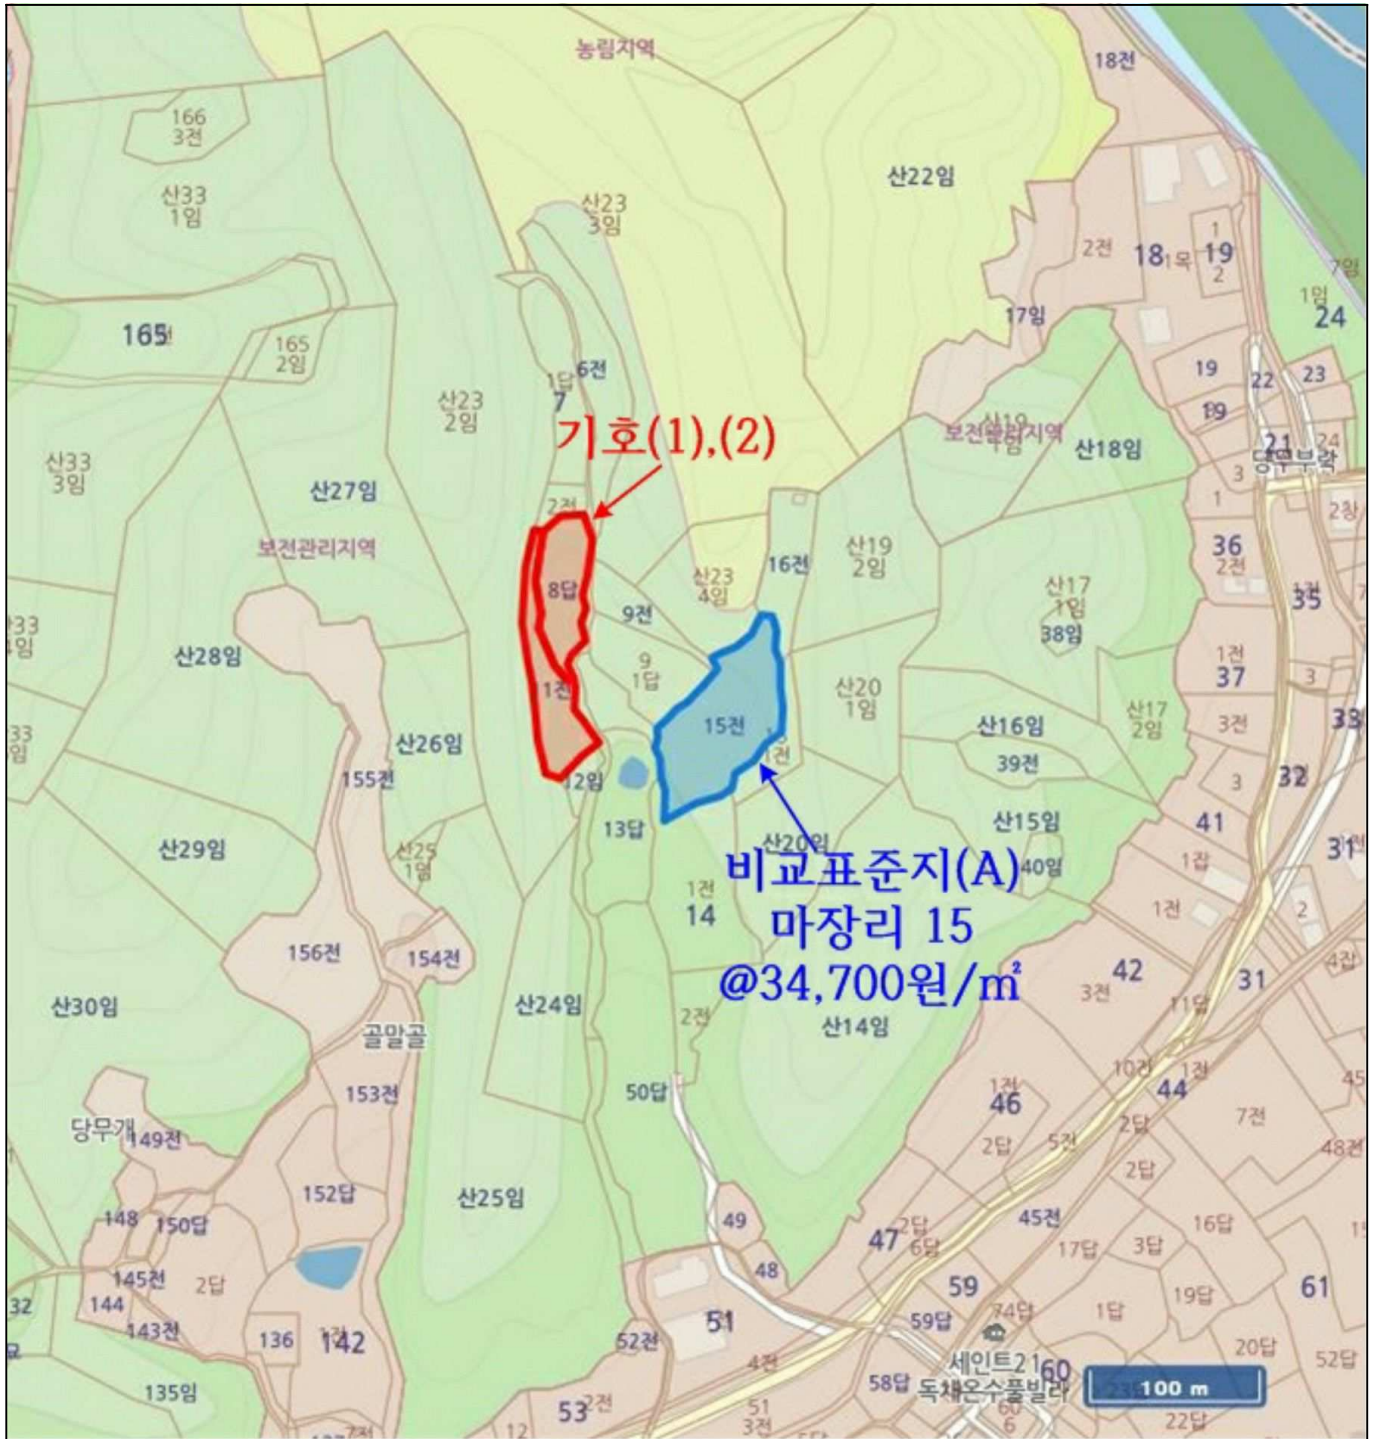 농림지역
18전
166
3전
산22임
산33
1임
산23
3임
2전
18
1목
1
19
2
7임
1임
24
17임
165
165
2임
6전
1답
7
19
22
23
산23
2임
기호(1),(2)
보전관리지역
산18임
19
21
24
당무부락
3
산33
3임
산27임
2전
1
2창
보전관리지역
16전
산19
2임
36
2전
산23
4임
8답
9전
산17
1임
38임
35
산28임
9
1답
1전
37
3
산20
1임
1전
15전
산17
2임
3전
33
산26임
산16임
39전
155전
12임
3
32
13답
산15임
41
산29임
산25
1임
산20임
40임
1잡
31
비교표준지(A)
1전
14
1전
2
마장리 15
156전
154전
42
4잡
@34,700원/㎡
3전
31
산30임
산24임
11답
골말골
2전
산14임
10전
1전
153전
50답
1전
46
44
45
당무개
149전
2답
7전
2답
5전
48전
2답
152답
산25임
148
150답
49
45전
16답
47
2답
6답
17답
3답
145전
2답
48
59
61
32
144
19답
143전
51
74답
1답
136
142
52전
59답
20답
4전
세인트21
60
52답
135임
58답
독채온수풀빌라
100 m
53
2전
51
3전
60
6
22답
12